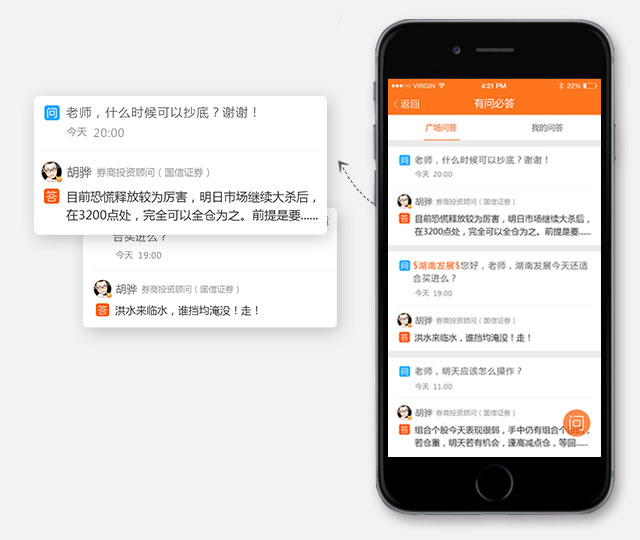 问 老师，什么时候可以抄底？谢谢！
今天 20:00
胡骅 券商投资顾问（国信证券）
答 目前恐慌释放较为厉害，明日市场继续大杀后，
在3200点处，完全可以全仓为之。前提是要......
合买进么？
今天 19:00
胡骅 券商投资顾问（国信证券）
答 洪水来临水，谁挡均淹没！走！
VIRGIN 4:21 PM 22%
返回 有问必答
广场问答 我的问答
问 老师，什么时候可以抄底？谢谢！
今天 20:00
胡骅 券商投资顾问（国信证券）
答 目前恐慌释放较为厉害，明日市场继续大杀后，
在3200点处，完全可以全仓为之。前提是要......
问 $湖南发展$您好，老师，湖南发展今天还适
合买进么？
今天 19:00
胡骅 券商投资顾问（国信证券）
答 洪水来临水，谁挡均淹没！走！
问 老师，明天应该怎么操作？
今天 11:00
胡骅 券商投资顾问（国信证券）
答 组合个股今天表现很弱，手中仍有组合个
若仓重，明天若有机会，逢高减点仓，等回......
问